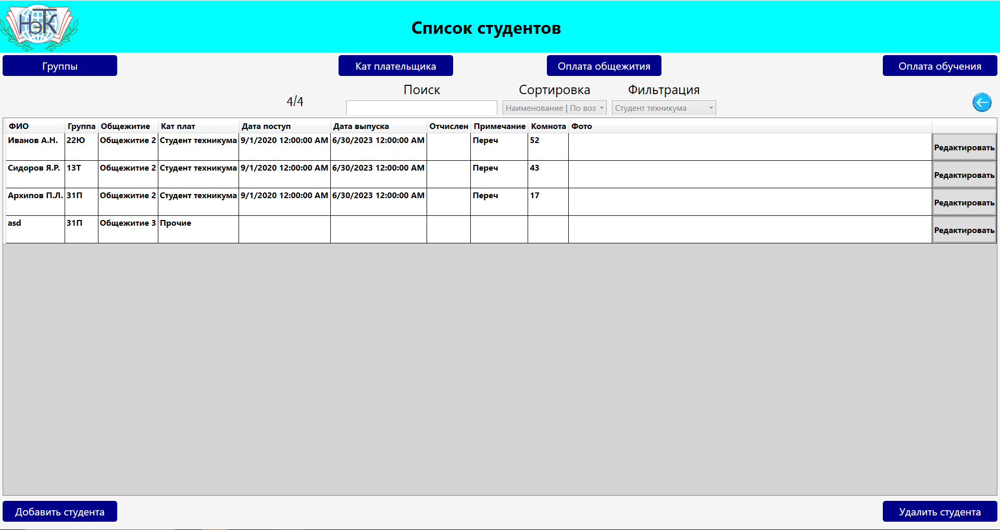 НэТК
Список студентов
Группы
Кат плательщика
Оплата общежития
Оплата обучения
4/4
Поиск
Сортировка
Фильтрация
Наименование | По воз
Студент техникума
ФИО Группа Общежитие Кат плат Дата поступ Дата выпуска Отчислен Примечание Комнота Фото
Иванов А.Н. 22Ю Общежитие 2 Студент техникума 9/1/2020 12:00:00 AM 6/30/2023 12:00:00 AM Переч 52 Редактировать
Сидоров Я.Р. 13Т Общежитие 2 Студент техникума 9/1/2020 12:00:00 AM 6/30/2023 12:00:00 AM Переч 43 Редактировать
Архипов П.Л. 31П Общежитие 2 Студент техникума 9/1/2020 12:00:00 AM 6/30/2023 12:00:00 AM Переч 17 Редактировать
asd 31П Общежитие 3 Прочие Редактировать
Добавить студента
Удалить студента